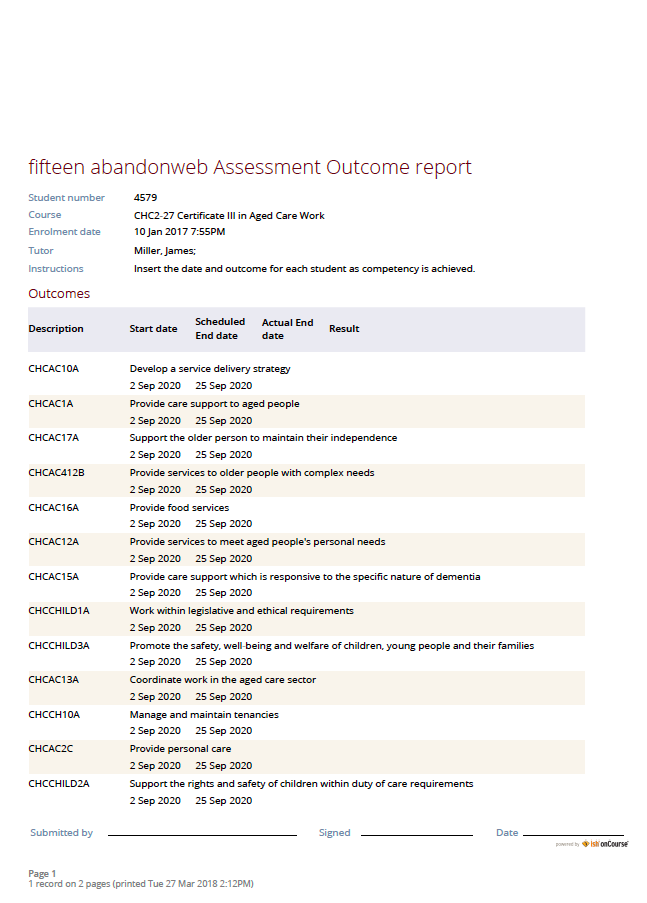 fifteen abandonweb Assessment Outcome report
Student number 4579
Course CHC2-27 Certificate III in Aged Care Work
Enrolment date 10 Jan 2017 7:55PM
Tutor Miller, James;
Instructions Insert the date and outcome for each student as competency is achieved.
Outcomes
Description Start date Scheduled End date Actual End date Result
CHCAC10A Develop a service delivery strategy
2 Sep 2020 25 Sep 2020
CHCAC1A Provide care support to aged people
2 Sep 2020 25 Sep 2020
CHCAC17A Support the older person to maintain their independence
2 Sep 2020 25 Sep 2020
CHCAC412B Provide services to older people with complex needs
2 Sep 2020 25 Sep 2020
CHCAC16A Provide food services
2 Sep 2020 25 Sep 2020
CHCAC12A Provide services to meet aged people's personal needs
2 Sep 2020 25 Sep 2020
CHCAC15A Provide care support which is responsive to the specific nature of dementia
2 Sep 2020 25 Sep 2020
CHCCHILD1A Work within legislative and ethical requirements
2 Sep 2020 25 Sep 2020
CHCCHILD3A Promote the safety, well-being and welfare of children, young people and their families
2 Sep 2020 25 Sep 2020
CHCAC13A Coordinate work in the aged care sector
2 Sep 2020 25 Sep 2020
CHCCH10A Manage and maintain tenancies
2 Sep 2020 25 Sep 2020
CHCAC2C Provide personal care
2 Sep 2020 25 Sep 2020
CHCCHILD2A Support the rights and safety of children within duty of care requirements
2 Sep 2020 25 Sep 2020
Submitted by Signed Date
powered by ish onCourse
Page 1
1 record on 2 pages (printed Tue 27 Mar 2018 2:12PM)